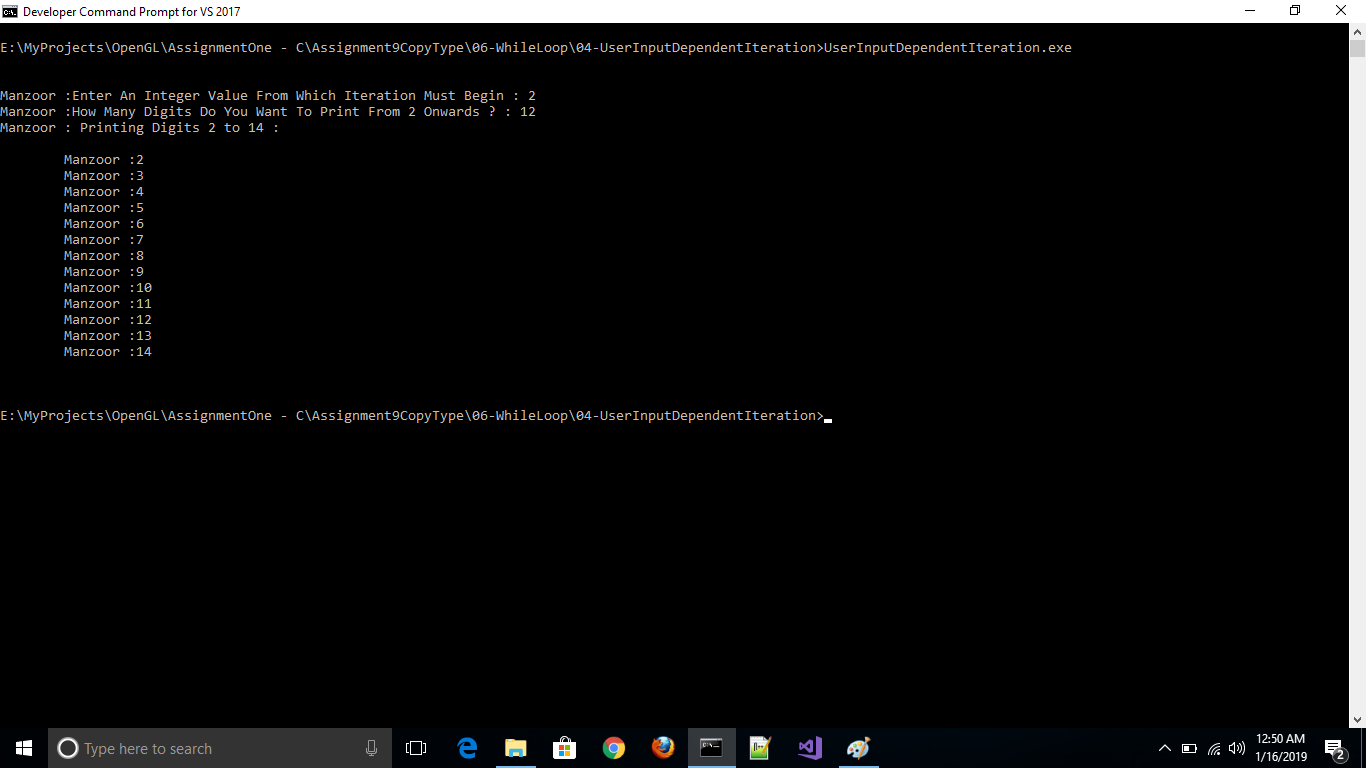 Developer Command Prompt for VS 2017
E:\MyProjects\OpenGL\AssignmentOne - C\Assignment9CopyType\06-WhileLoop\04-UserInputDependentIteration>UserInputDependentIteration.exe
Manzoor :Enter An Integer Value From Which Iteration Must Begin : 2
Manzoor :How Many Digits Do You Want To Print From 2 Onwards ? : 12
Manzoor : Printing Digits 2 to 14 :
Manzoor :2
Manzoor :3
Manzoor :4
Manzoor :5
Manzoor :6
Manzoor :7
Manzoor :8
Manzoor :9
Manzoor :10
Manzoor :11
Manzoor :12
Manzoor :13
Manzoor :14
E:\MyProjects\OpenGL\AssignmentOne - C\Assignment9CopyType\06-WhileLoop\04-UserInputDependentIteration>
Type here to search
12:50 AM
1/16/2019
2